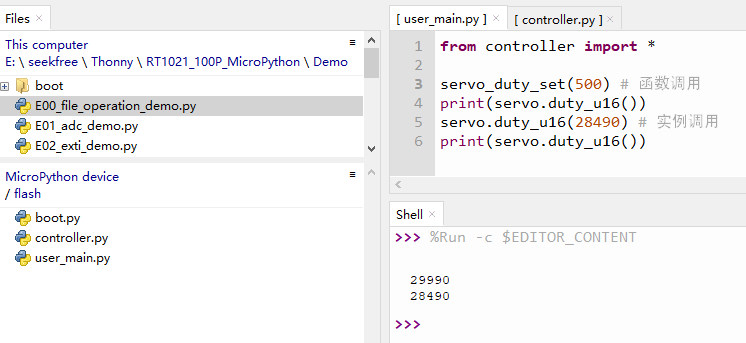 Files
This computer
E: \ seekfree \ Thonny \ RT1021_100P_MicroPython \ Demo
boot
E00_file_operation_demo.py
E01_adc_demo.py
E02_exti_demo.py
MicroPython device
/ flash
boot.py
controller.py
user_main.py
[ user_main.py ]
[ controller.py ]
1 from controller import *
2
3 servo_duty_set(500) # 函数调用
4 print(servo.duty_u16())
5 servo.duty_u16(28490) # 实例调用
6 print(servo.duty_u16())
Shell
>>> %Run -c $EDITOR_CONTENT
29990
28490
>>>